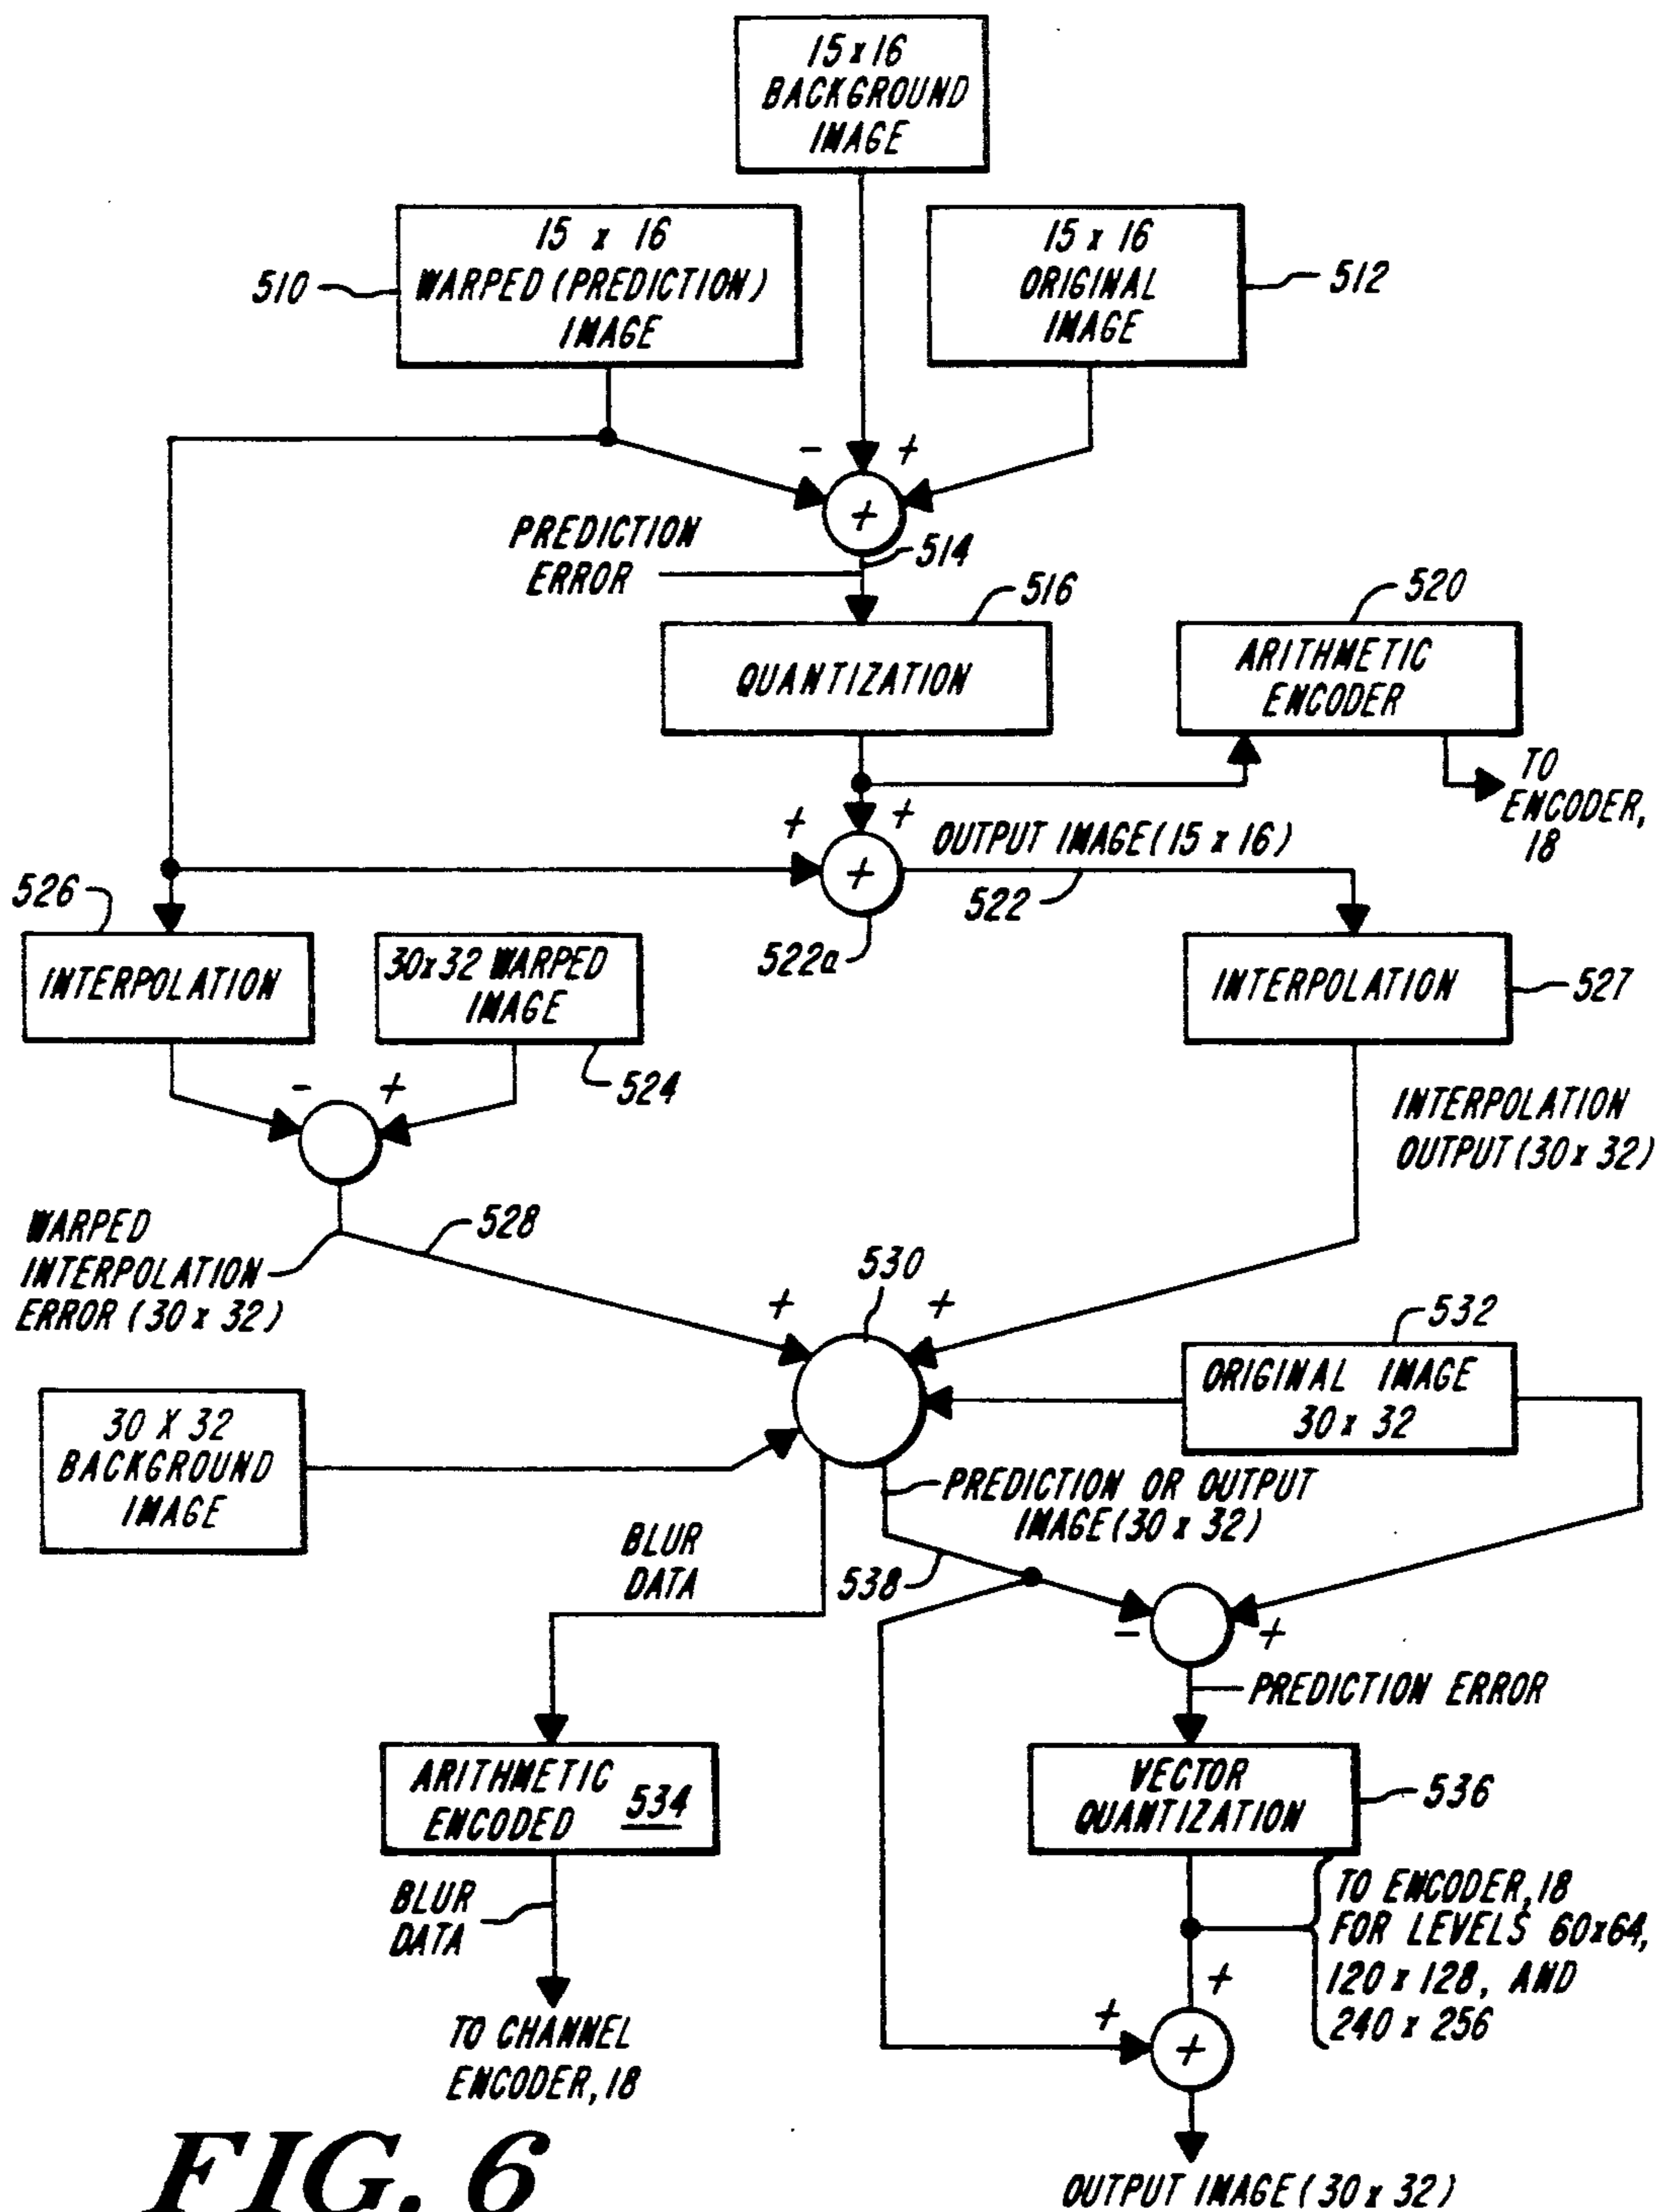 15 x 16
BACKGROUND
IMAGE
15 x 16
WARPED (PREDICTION)
IMAGE
510
15 x 16
ORIGINAL
IMAGE
512
-
+
+
PREDICTION
ERROR
514
516
QUANTIZATION
520
ARITHMETIC
ENCODER
TO
ENCODER,
18
+
+
+
OUTPUT IMAGE (15 x 16)
522
522a
526
INTERPOLATION
30x32 WARPED
IMAGE
524
INTERPOLATION
527
-
+
INTERPOLATION
OUTPUT (30 x 32)
WARPED
INTERPOLATION
ERROR (30 x 32)
528
530
+
+
532
ORIGINAL IMAGE
30 x 32
30 X 32
BACKGROUND
IMAGE
PREDICTION OR OUTPUT
IMAGE (30 x 32)
BLUR
DATA
538
-
+
PREDICTION ERROR
ARITHMETIC
ENCODED 534
VECTOR
QUANTIZATION
536
BLUR
DATA
TO ENCODER, 18
FOR LEVELS 60x64,
120 x 128, AND
240 x 256
+
+
+
TO CHANNEL
ENCODER, 18
OUTPUT IMAGE (30 x 32)
FIG. 6